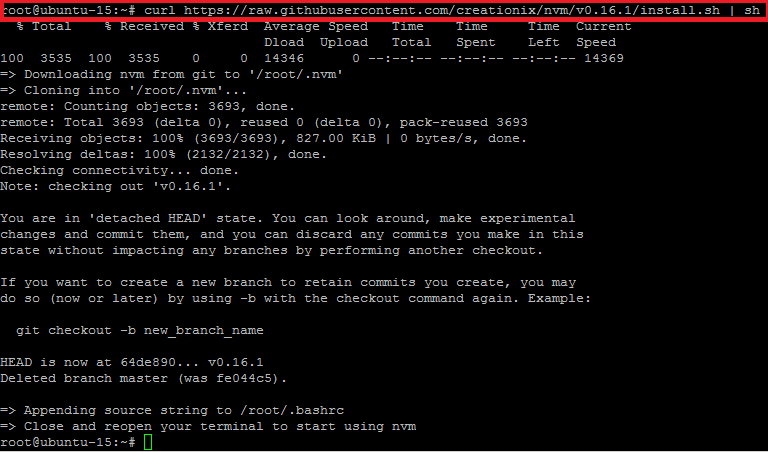 root@ubuntu-15:~# curl https://raw.githubusercontent.com/creationix/nvm/v0.16.1/install.sh | sh
% Total    % Received % Xferd  Average Speed   Time    Time     Time  Current
Dload  Upload   Total   Spent    Left  Speed
100  3535  100  3535    0     0  14346      0 --:--:-- --:--:-- --:--:-- 14369
=> Downloading nvm from git to '/root/.nvm'
=> Cloning into '/root/.nvm'...
remote: Counting objects: 3693, done.
remote: Total 3693 (delta 0), reused 0 (delta 0), pack-reused 3693
Receiving objects: 100% (3693/3693), 827.00 KiB | 0 bytes/s, done.
Resolving deltas: 100% (2132/2132), done.
Checking connectivity... done.
Note: checking out 'v0.16.1'.
You are in 'detached HEAD' state. You can look around, make experimental
changes and commit them, and you can discard any commits you make in this
state without impacting any branches by performing another checkout.
If you want to create a new branch to retain commits you create, you may
do so (now or later) by using -b with the checkout command again. Example:
git checkout -b new_branch_name
HEAD is now at 64de890... v0.16.1
Deleted branch master (was fe044c5).
=> Appending source string to /root/.bashrc
=> Close and reopen your terminal to start using nvm
root@ubuntu-15:~#